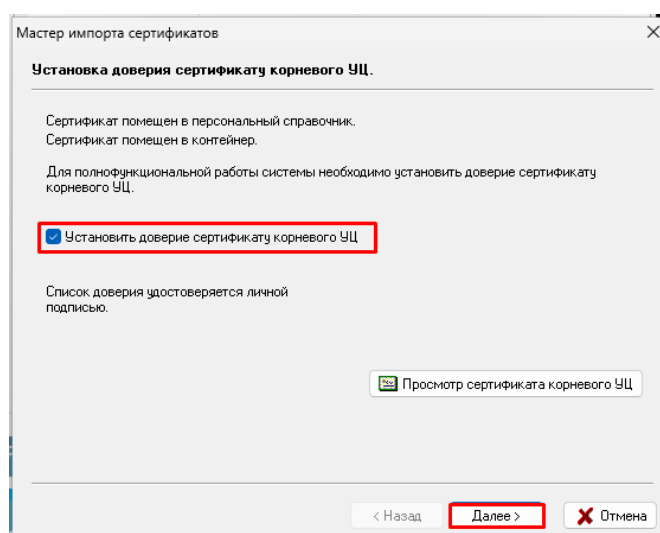 Мастер импорта сертификатов
Установка доверия сертификату корневого УЦ.
Сертификат помещен в персональный справочник.
Сертификат помещен в контейнер.
Для полнофункциональной работы системы необходимо установить доверие сертификату
корневого УЦ.
Установить доверие сертификату корневого УЦ
Список доверия удостоверяется личной
подписью.
Просмотр сертификата корневого УЦ
< Назад
Далее >
Отмена